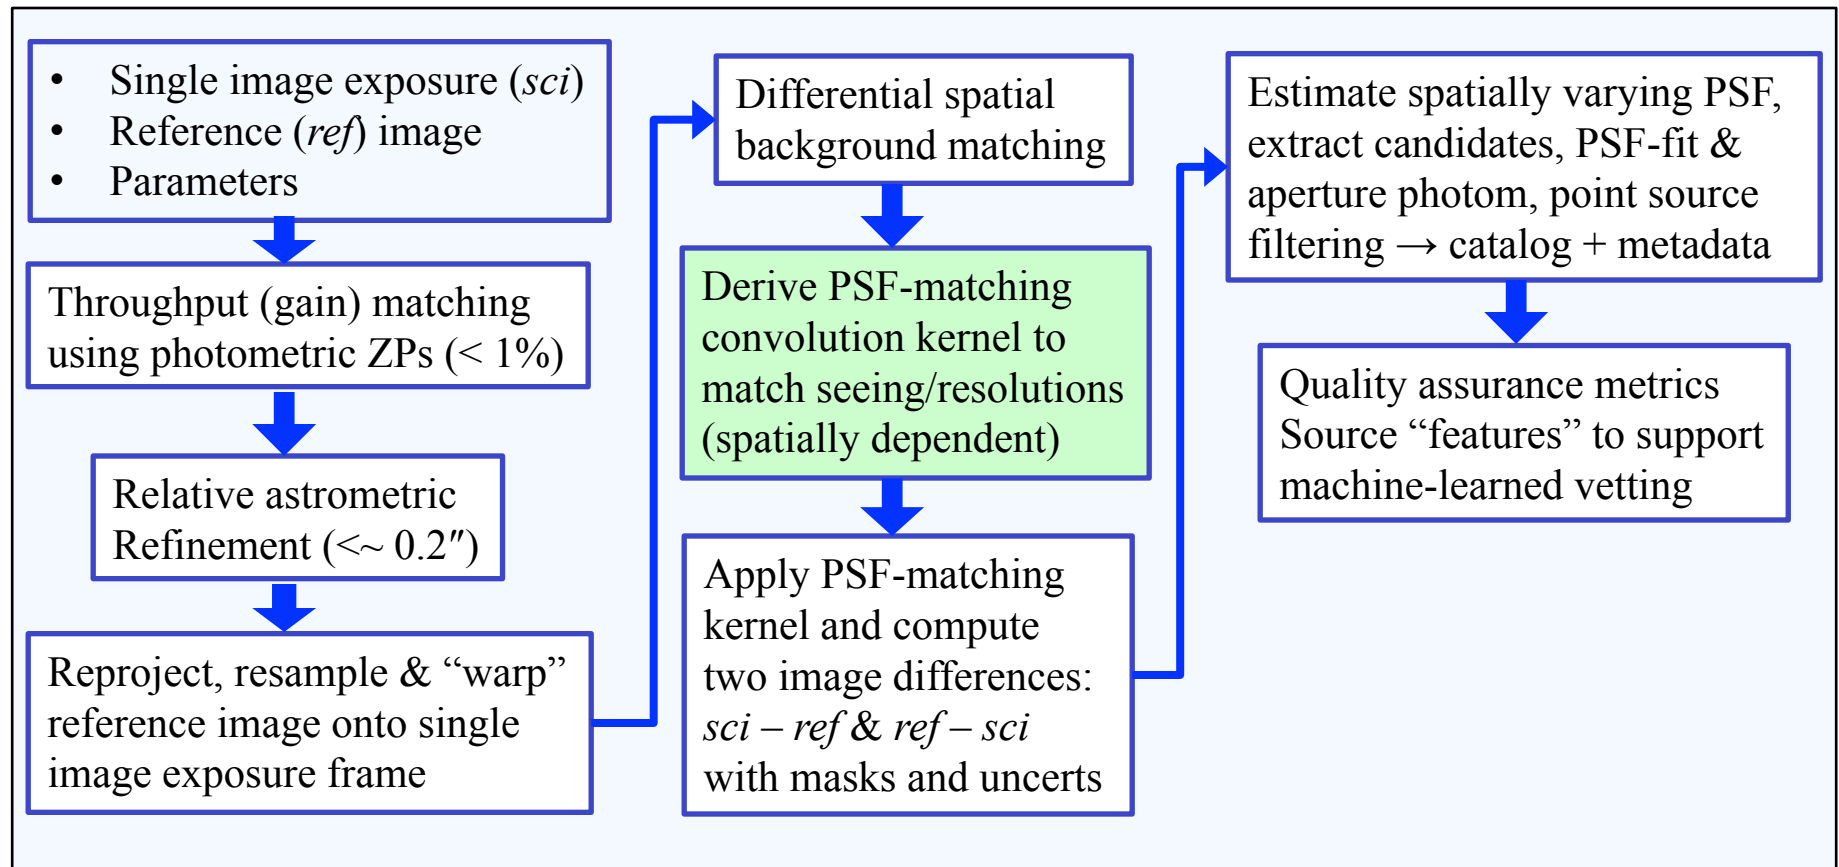 • Single image exposure (sci)
• Reference (ref) image
• Parameters
Throughput (gain) matching
using photometric ZPs (< 1%)
Relative astrometric
Refinement (<~ 0.2″)
Reproject, resample & “warp”
reference image onto single
image exposure frame
Differential spatial
background matching
Derive PSF-matching
convolution kernel to
match seeing/resolutions
(spatially dependent)
Apply PSF-matching
kernel and compute
two image differences:
sci – ref & ref – sci
with masks and uncerts
Estimate spatially varying PSF,
extract candidates, PSF-fit &
aperture photom, point source
filtering → catalog + metadata
Quality assurance metrics
Source “features” to support
machine-learned vetting